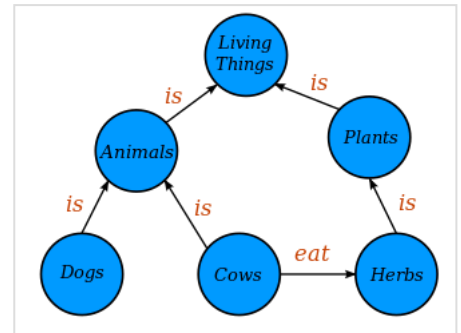 Living
Things
is
is
Animals
Plants
is
is
is
Dogs
Cows
eat
Herbs